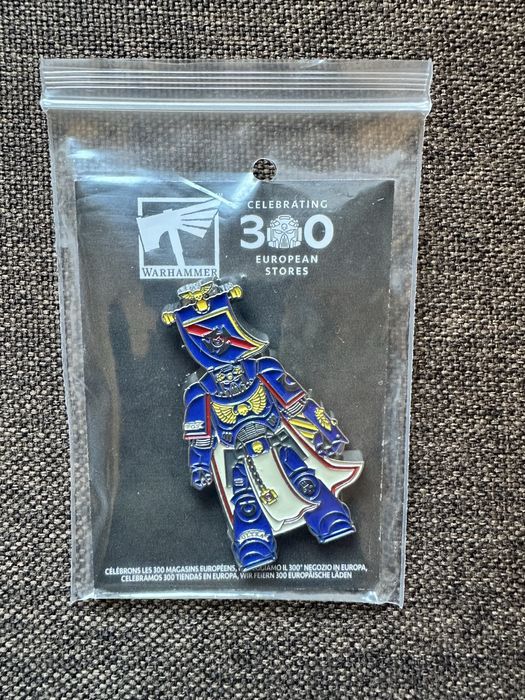 CELEBRATING
300
EUROPEAN
STORES
WARHAMMER
CÉLÉBRONS LES 300 MAGASINS EUROPÉENS, IL 300° NEGOZIO IN EUROPA,
CELEBRAMOS 300 TIENDAS EN EUROPA, WIR FEIERN 300 EUROPÄISCHE LÄDEN